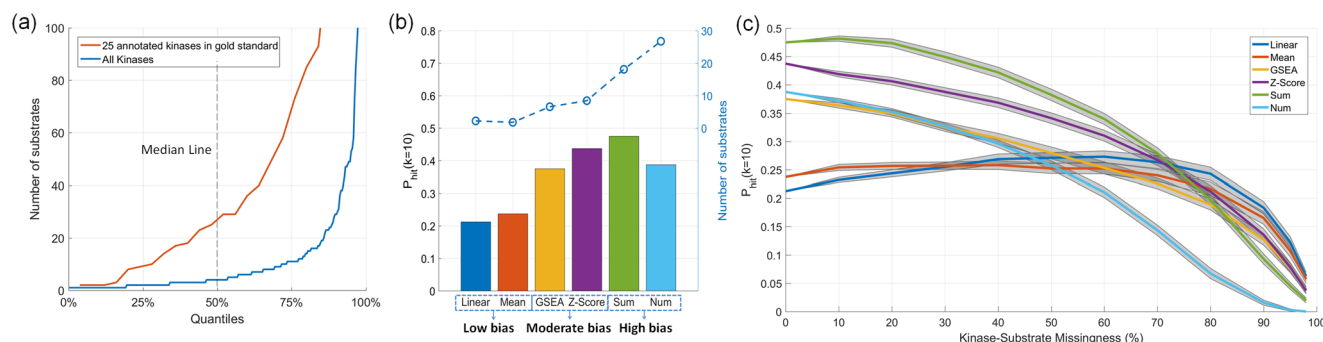 (a)
100
80
60
40
20
0
Number of substrates
25 annotated kinases in gold standard
All Kinases
Median Line
0%
25%
50%
75%
100%
Quantiles
(b)
0.8
0.7
0.6
0.5
0.4
0.3
0.2
0.1
0
P_hit(k=10)
30
20
10
0
Number of substrates
Linear Mean GSEA Z-Score Sum Num
Low bias Moderate bias High bias
(c)
0.5
0.45
0.4
0.35
0.3
0.25
0.2
0.15
0.1
0.05
0
P_hit(k=10)
Linear
Mean
GSEA
Z-Score
Sum
Num
0 10 20 30 40 50 60 70 80 90 100
Kinase-Substrate Missingness (%)